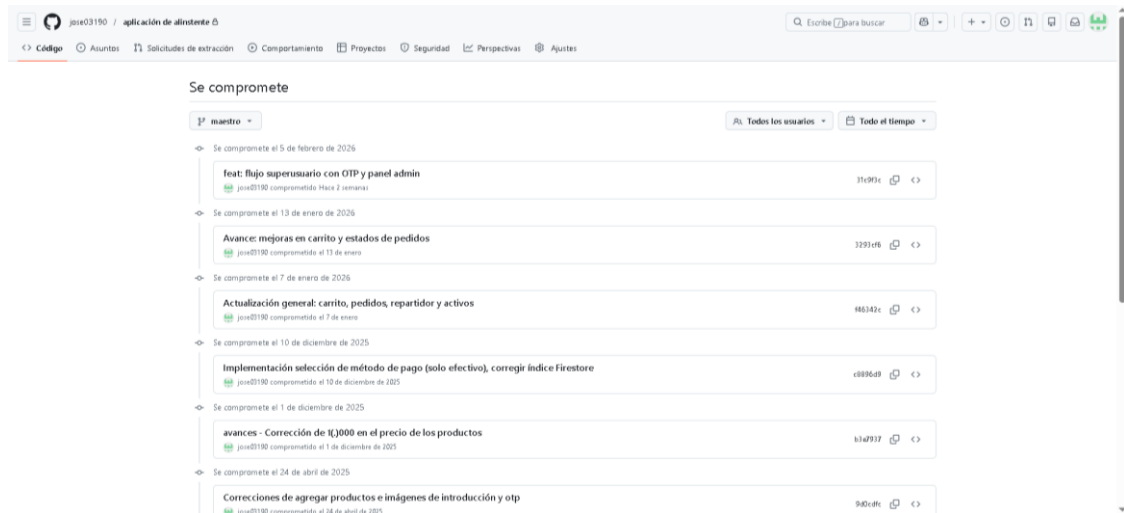 jose03190 / aplicación de alinstente
Escribe / para buscar
Código Asuntos Solicitudes de extracción Comportamiento Proyectos Seguridad Perspectivas Ajustes
Se compromete
maestro Todos los usuarios Todo el tiempo
Se compromete el 5 de febrero de 2026
feat: flujo superusuario con OTP y panel admin
jose03190 comprometido Hace 2 semanas
31c9f3c
Se compromete el 13 de enero de 2026
Avance: mejoras en carrito y estados de pedidos
jose03190 comprometido el 13 de enero
3293cf6
Se compromete el 7 de enero de 2026
Actualización general: carrito, pedidos, repartidor y activos
jose03190 comprometido el 7 de enero
Se compromete el 10 de diciembre de 2025
Implementación selección de método de pago (solo efectivo), corregir índice Firestore
jose03190 comprometido el 10 de diciembre de 2025
c8896d9
Se compromete el 1 de diciembre de 2025
avances - Corrección de 1(.)000 en el precio de los productos
jose03190 comprometido el 1 de diciembre de 2025
b3a7937
Se compromete el 24 de abril de 2025
Correcciones de agregar productos e imágenes de introducción y otp
jose03190 comprometido el 24 de abril de 2025
9d0cdfc